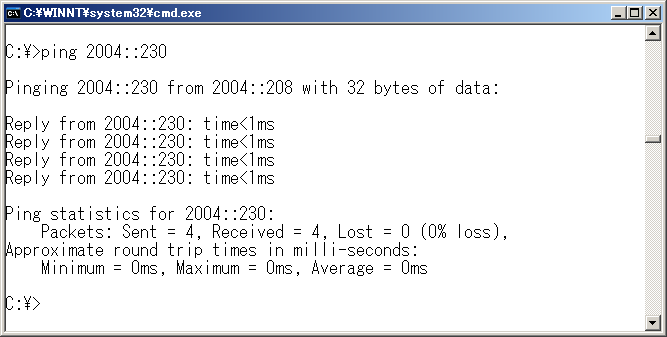 C:¥WINNT¥system32¥cmd.exe
C:¥>ping 2004::230
Pinging 2004::230 from 2004::208 with 32 bytes of data:
Reply from 2004::230: time<1ms
Reply from 2004::230: time<1ms
Reply from 2004::230: time<1ms
Reply from 2004::230: time<1ms
Ping statistics for 2004::230:
Packets: Sent = 4, Received = 4, Lost = 0 (0% loss),
Approximate round trip times in milli-seconds:
Minimum = 0ms, Maximum = 0ms, Average = 0ms
C:¥>